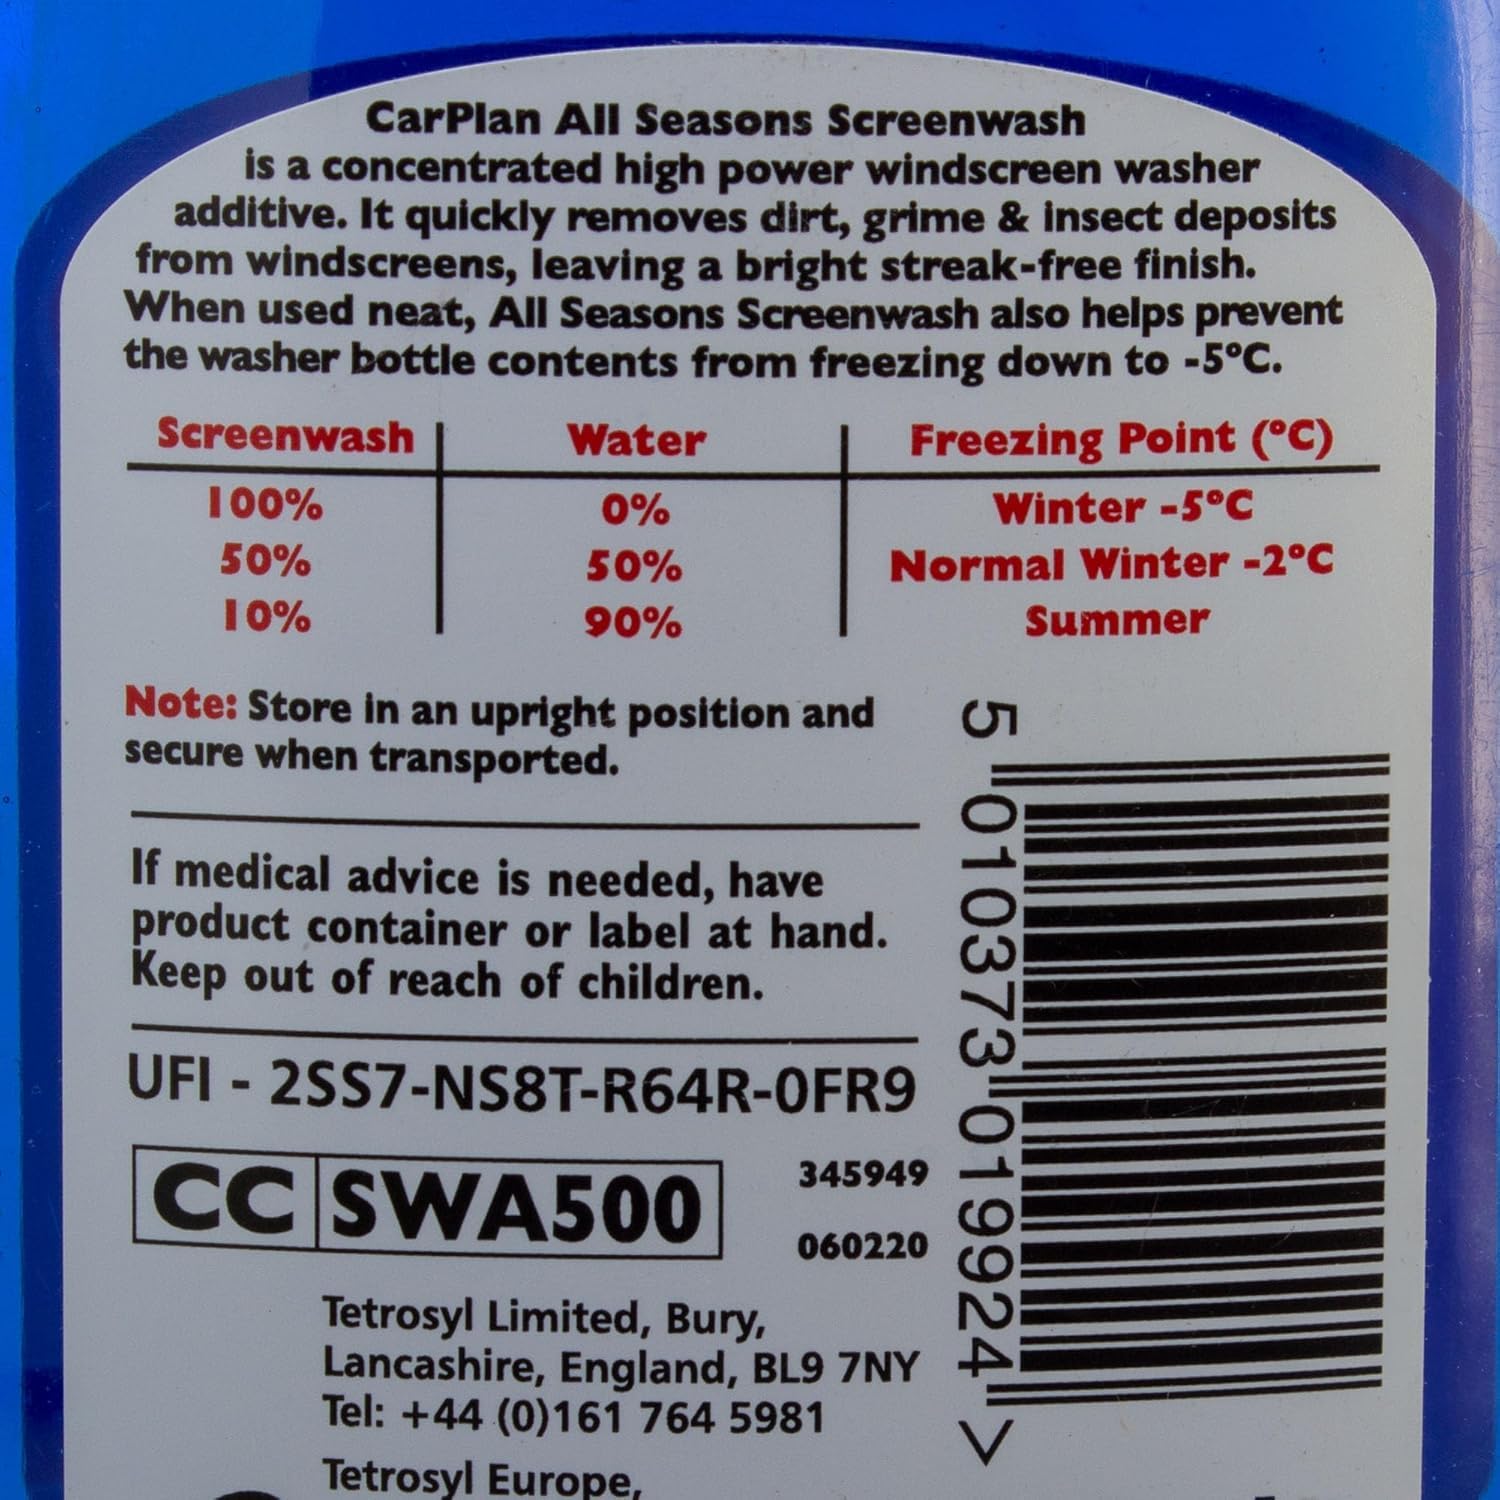 CarPlan All Seasons Screenwash
is a concentrated high power windscreen washer
additive. It quickly removes dirt, grime & insect deposits
from windscreens, leaving a bright streak-free finish.
When used neat, All Seasons Screenwash also helps prevent
the washer bottle contents from freezing down to -5°C.
Screenwash Water Freezing Point (°C)
100% 0% Winter -5°C
50% 50% Normal Winter -2°C
10% 90% Summer
Note: Store in an upright position and
secure when transported.
If medical advice is needed, have
product container or label at hand.
Keep out of reach of children.
UFI - 2SS7-NS8T-R64R-0FR9
CC SWA500
345949
060220
Tetrosyl Limited, Bury,
Lancashire, England, BL9 7NY
Tel: +44 (0)161 764 5981
Tetrosyl Europe,
5 010373 019924 >